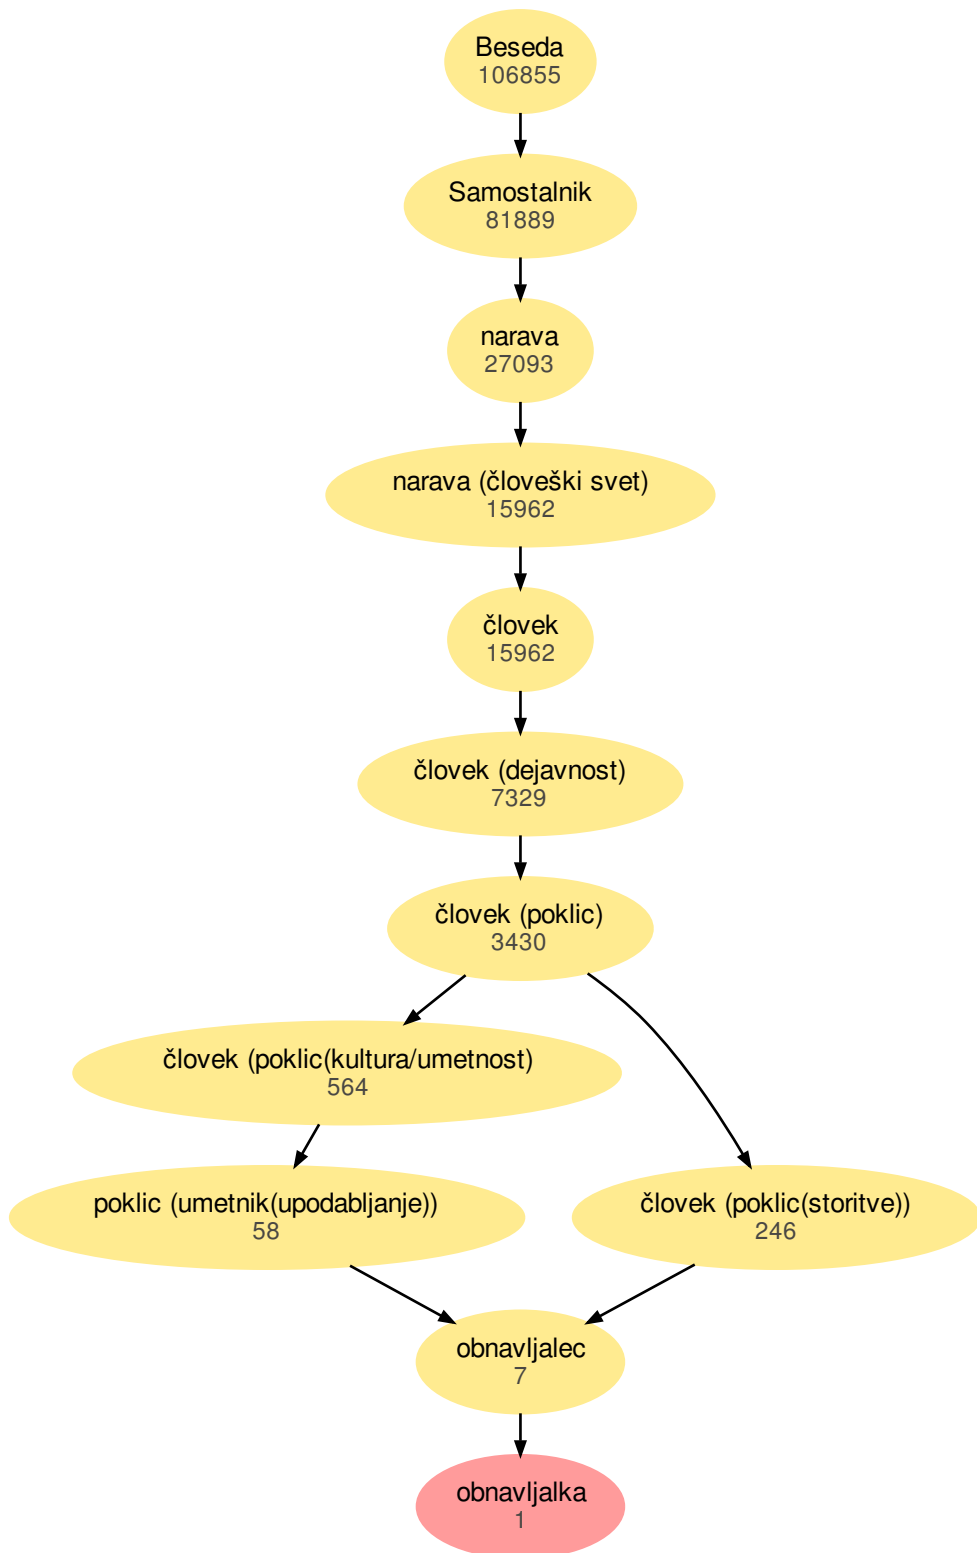 Beseda
106855
Samostalnik
81889
narava
27093
narava (človeški svet)
15962
človek
15962
človek (dejavnost)
7329
človek (poklic)
3430
človek (poklic(kultura/umetnost)
564
poklic (umetnik(upodabljanje))
58
človek (poklic(storitve))
246
obnavljalec
7
obnavljalka
1